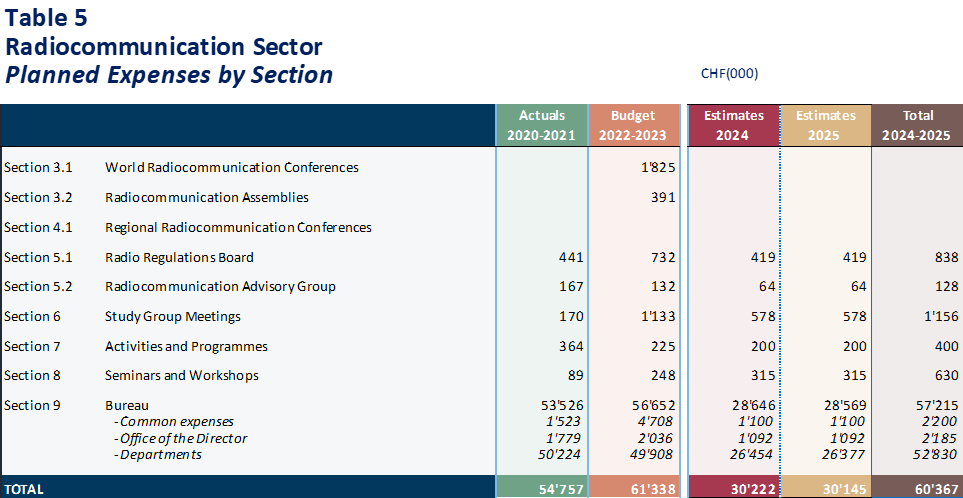 Table 5
Radiocommunication Sector
Planned Expenses by Section CHF(000)
Actuals Budget Estimates Estimates Total
2020-2021 2022-2023 2024 2025 2024-2025
Section 3.1 World Radiocommunication Conferences 1'825
Section 3.2 Radiocommunication Assemblies 391
Section 4.1 Regional Radiocommunication Conferences
Section 5.1 Radio Regulations Board 441 732 419 419 838
Section 5.2 Radiocommunication Advisory Group 167 132 64 64 128
Section 6 Study Group Meetings 170 1'133 578 578 1'156
Section 7 Activities and Programmes 364 225 200 200 400
Section 8 Seminars and Workshops 89 248 315 315 630
Section 9 Bureau 53'526 56'652 28'646 28'569 57'215
-Common expenses 1'523 4'708 1'100 1'100 2'200
-Office of the Director 1'779 2'036 1'092 1'092 2'185
-Departments 50'224 49'908 26'454 26'377 52'830
TOTAL 54'757 61'338 30'222 30'145 60'367